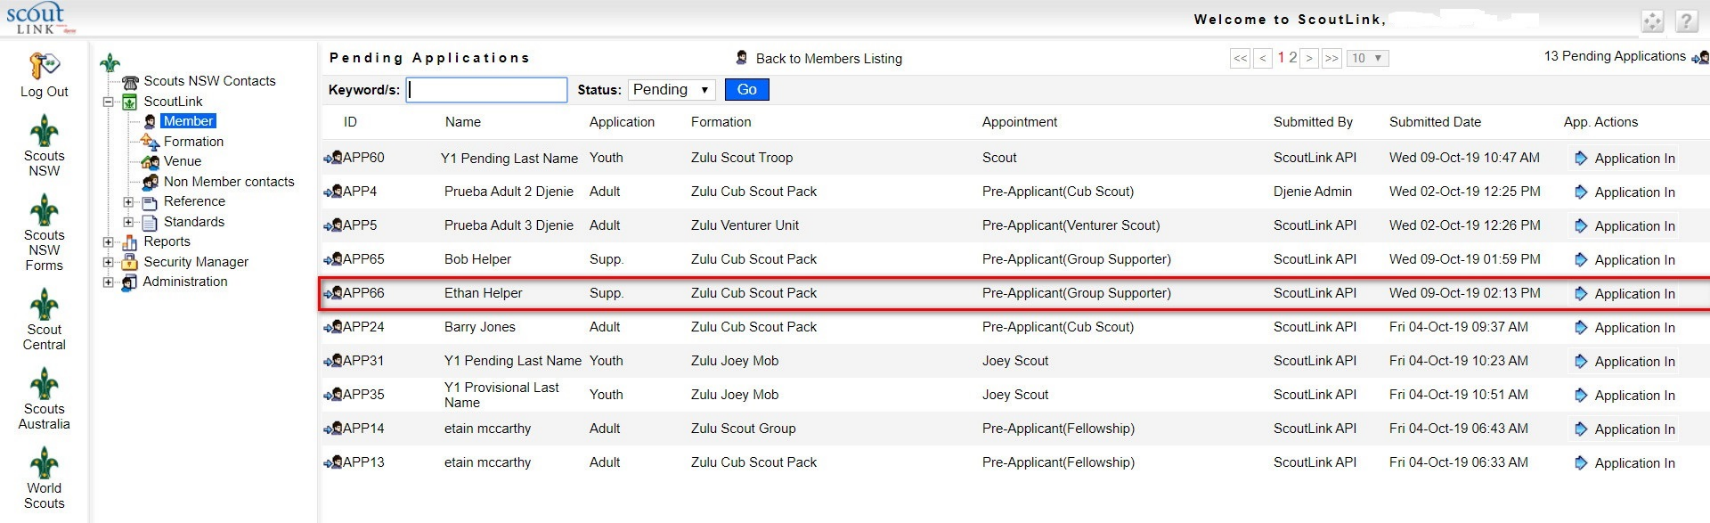 scout
LINK
Welcome to ScoutLink,
?
Log Out
Scouts
NSW
Scouts
NSW
Forms
Scout
Central
Scouts
Australia
World
Scouts
Scouts NSW Contacts
ScoutLink
Member
Formation
Venue
Non Member contacts
Reference
Standards
Reports
Security Manager
Administration
Pending Applications Back to Members Listing << < 1 2 > >> 10 13 Pending Applications
Keyword/s: Status: Pending Go
ID Name Application Formation Appointment Submitted By Submitted Date App. Actions
APP60 Y1 Pending Last Name Youth Zulu Scout Troop Scout ScoutLink API Wed 09-Oct-19 10:47 AM Application In
APP4 Prueba Adult 2 Djenie Adult Zulu Cub Scout Pack Pre-Applicant(Cub Scout) Djenie Admin Wed 02-Oct-19 12:25 PM Application In
APP5 Prueba Adult 3 Djenie Adult Zulu Venturer Unit Pre-Applicant(Venturer Scout) ScoutLink API Wed 02-Oct-19 12:26 PM Application In
APP65 Bob Helper Supp. Zulu Cub Scout Pack Pre-Applicant(Group Supporter) ScoutLink API Wed 09-Oct-19 01:59 PM Application In
APP66 Ethan Helper Supp. Zulu Cub Scout Pack Pre-Applicant(Group Supporter) ScoutLink API Wed 09-Oct-19 02:13 PM Application In
APP24 Barry Jones Adult Zulu Cub Scout Pack Pre-Applicant(Cub Scout) ScoutLink API Fri 04-Oct-19 09:37 AM Application In
APP31 Y1 Pending Last Name Youth Zulu Joey Mob Joey Scout ScoutLink API Fri 04-Oct-19 10:23 AM Application In
APP35 Y1 Provisional Last Name Youth Zulu Joey Mob Joey Scout ScoutLink API Fri 04-Oct-19 10:51 AM Application In
APP14 etain mccarthy Adult Zulu Scout Group Pre-Applicant(Fellowship) ScoutLink API Fri 04-Oct-19 06:43 AM Application In
APP13 etain mccarthy Adult Zulu Cub Scout Pack Pre-Applicant(Fellowship) ScoutLink API Fri 04-Oct-19 06:33 AM Application In